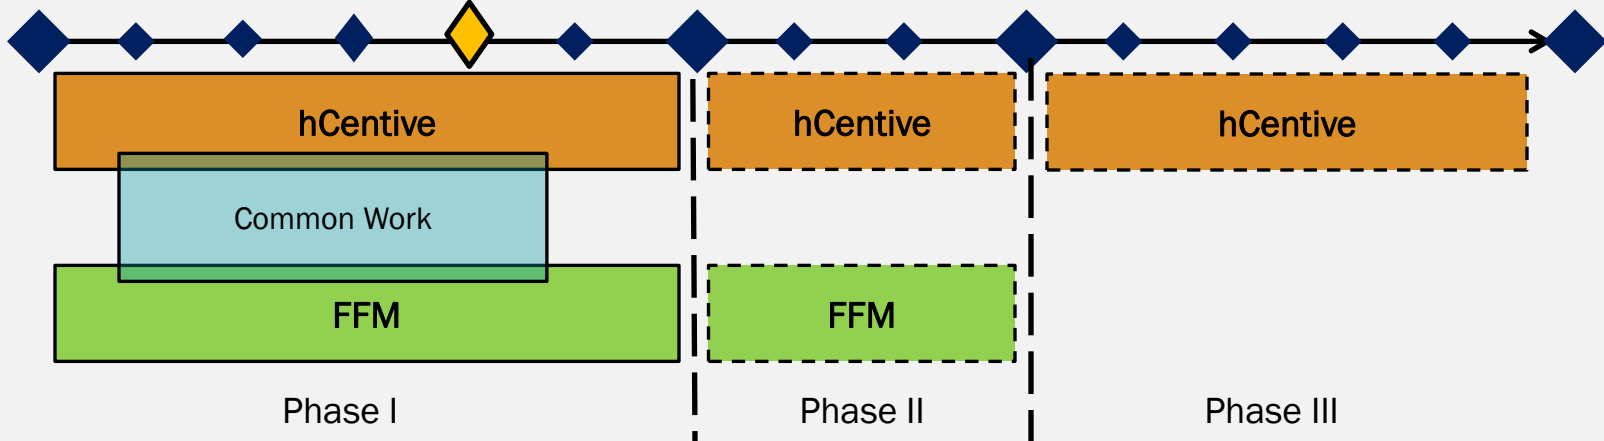 hCentive
hCentive
hCentive
Common Work
FFM
FFM
Phase I
Phase II
Phase III